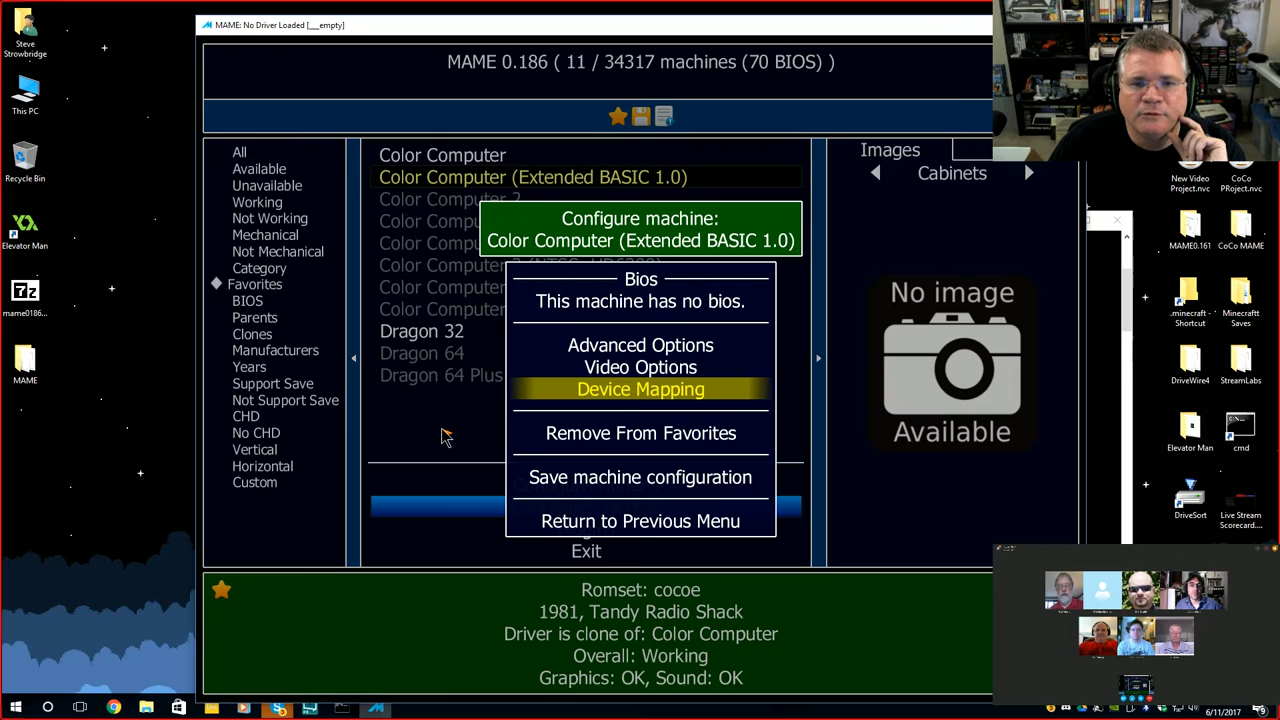 Steve
Strowbridge
This PC
Recycle Bin
Elevator Man
mame0186...
MAME
MAME: No Driver Loaded [___empty]
MAME 0.186 ( 11 / 34317 machines (70 BIOS) )
All
Available
Unavailable
Working
Not Working
Mechanical
Not Mechanical
Category
Favorites
BIOS
Parents
Clones
Manufacturers
Years
Support Save
Not Support Save
CHD
No CHD
Vertical
Horizontal
Custom
Color Computer
Color Computer (Extended BASIC 1.0)
Color Computer 2
Dragon 32
Dragon 64
Dragon 64 Plus
Exit
Configure machine:
Color Computer (Extended BASIC 1.0)
Bios
This machine has no bios.
Advanced Options
Video Options
Device Mapping
Remove From Favorites
Save machine configuration
Return to Previous Menu
Images
Cabinets
No image
Available
Romset: cocoe
1981, Tandy Radio Shack
Driver is clone of: Color Computer
Overall: Working
Graphics: OK, Sound: OK
New Video
Project.nvc
CoCo
PRoject.nvc
MAME0.161
CoCo MAME
.minecraft -
Shortcut
Minecraftt
Saves
DriveWire4
StreamLabs
Elevator Man
cmd
DriveSort
Live Stream
Scorecard....
6/11/2017